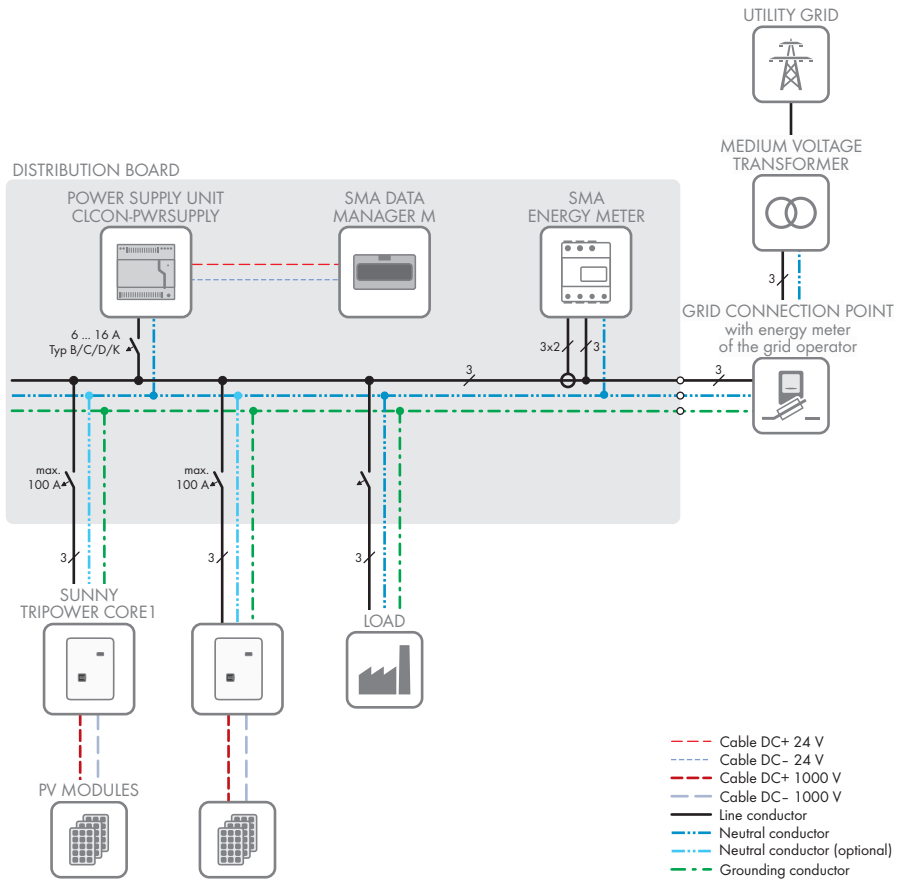 UTILITY GRID
MEDIUM VOLTAGE
TRANSFORMER
DISTRIBUTION BOARD
POWER SUPPLY UNIT
CLCON-PWRSUPPLY
SMA DATA
MANAGER M
SMA
ENERGY METER
3
GRID CONNECTION POINT
with energy meter
of the grid operator
6 ... 16 A
Typ B/C/D/K
3x2
3
3
3
max.
100 A
max.
100 A
3
3
3
SUNNY
TRIPOWER CORE1
LOAD
PV MODULES
Cable DC+ 24 V
Cable DC– 24 V
Cable DC+ 1000 V
Cable DC– 1000 V
Line conductor
Neutral conductor
Neutral conductor (optional)
Grounding conductor